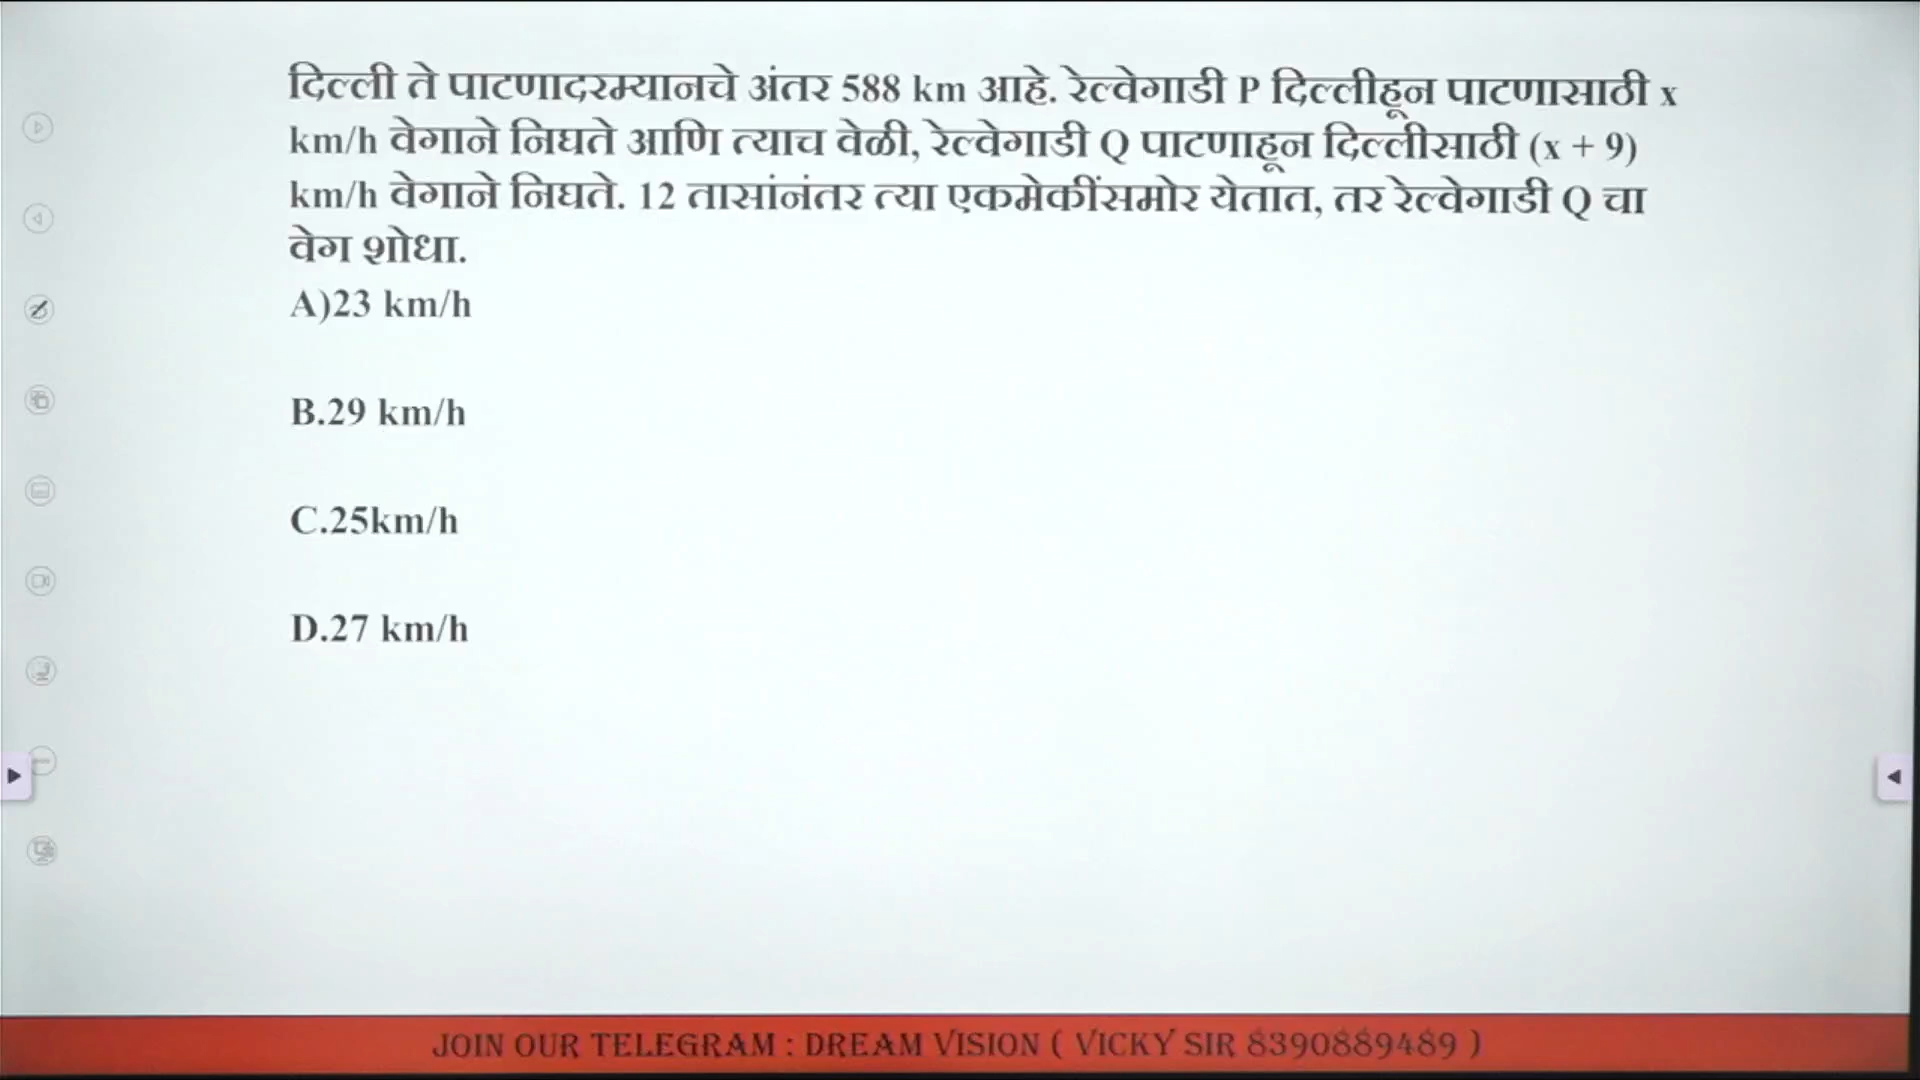 दिल्ली ते पाटणादरम्यानचे अंतर 588 km आहे. रेल्वेगाडी P दिल्लीहून पाटणासाठी x
km/h वेगाने निघते आणि त्याच वेळी, रेल्वेगाडी Q पाटणाहून दिल्लीसाठी (x + 9)
km/h वेगाने निघते. 12 तासांनंतर त्या एकमेकींसमोर येतात, तर रेल्वेगाडी Q चा
वेग शोधा.
A)23 km/h
B.29 km/h
C.25km/h
D.27 km/h
JOIN OUR TELEGRAM : DREAM VISION ( VICKY SIR 8390889489 )